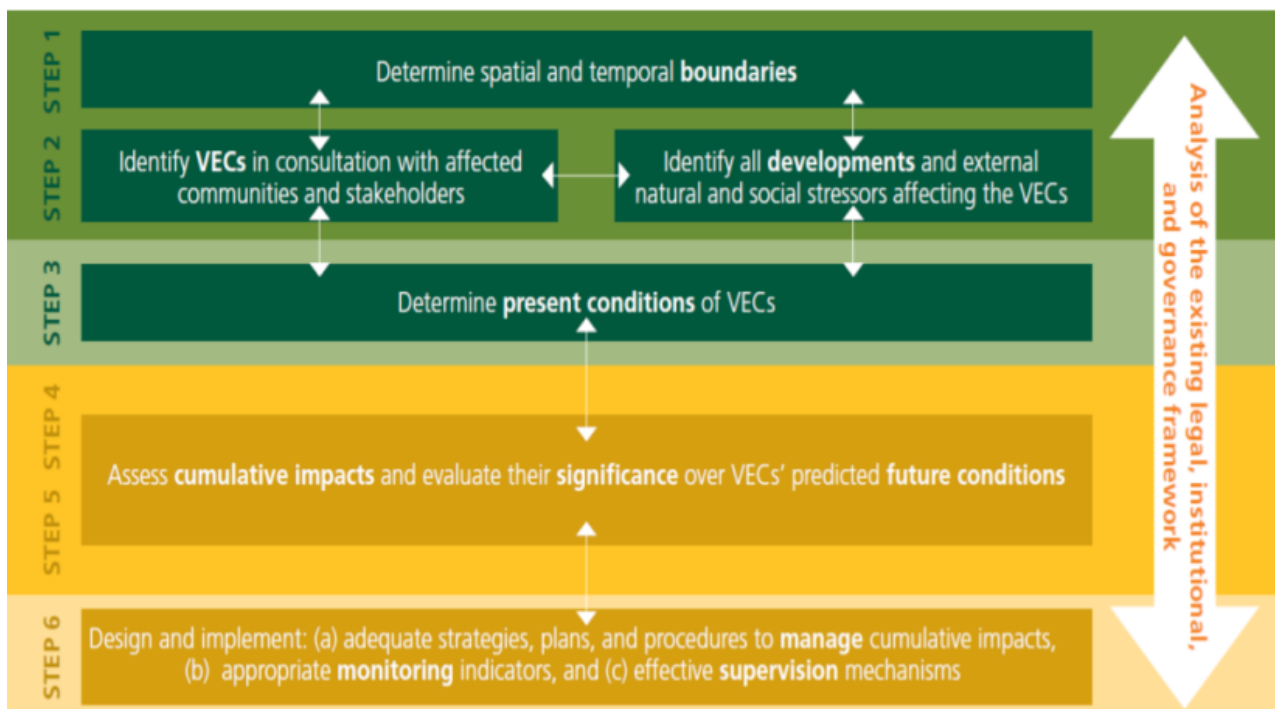 STEP 1
Determine spatial and temporal boundaries
STEP 2
Identify VECs in consultation with affected
communities and stakeholders
Identify all developments and external
natural and social stressors affecting the VECs
STEP 3
Determine present conditions of VECs
STEP 4
STEP 5
Assess cumulative impacts and evaluate their significance over VECs’ predicted future conditions
STEP 6
Design and implement: (a) adequate strategies, plans, and procedures to manage cumulative impacts,
(b) appropriate monitoring indicators, and (c) effective supervision mechanisms
Analysis of the existing legal, institutional,
and governance framework